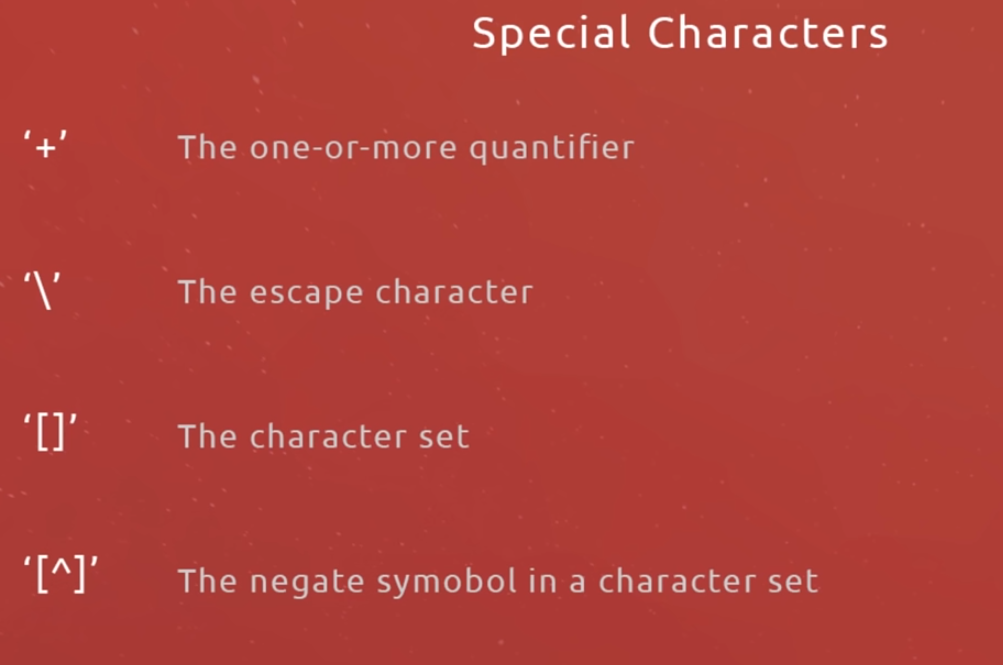 Special Characters
‘+’ The one-or-more quantifier
‘\’ The escape character
‘[]’ The character set
‘[^]’ The negate symobol in a character set